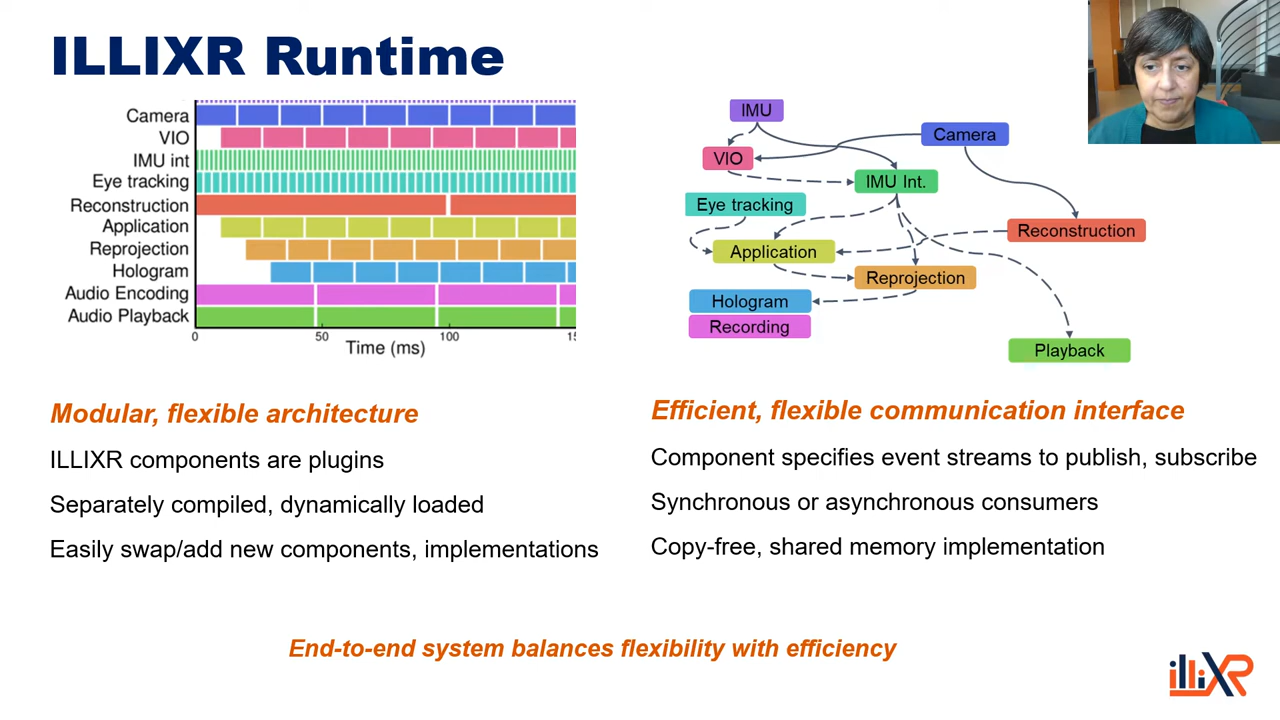 ILLIXR Runtime
Camera
VIO
IMU int
Eye tracking
Reconstruction
Application
Reprojection
Hologram
Audio Encoding
Audio Playback
0 50 100
Time (ms)
IMU
Camera
VIO
IMU Int.
Eye tracking
Reconstruction
Application
Reprojection
Hologram
Recording
Playback
Modular, flexible architecture
ILLIXR components are plugins
Separately compiled, dynamically loaded
Easily swap/add new components, implementations
Efficient, flexible communication interface
Component specifies event streams to publish, subscribe
Synchronous or asynchronous consumers
Copy-free, shared memory implementation
End-to-end system balances flexibility with efficiency
illiXR